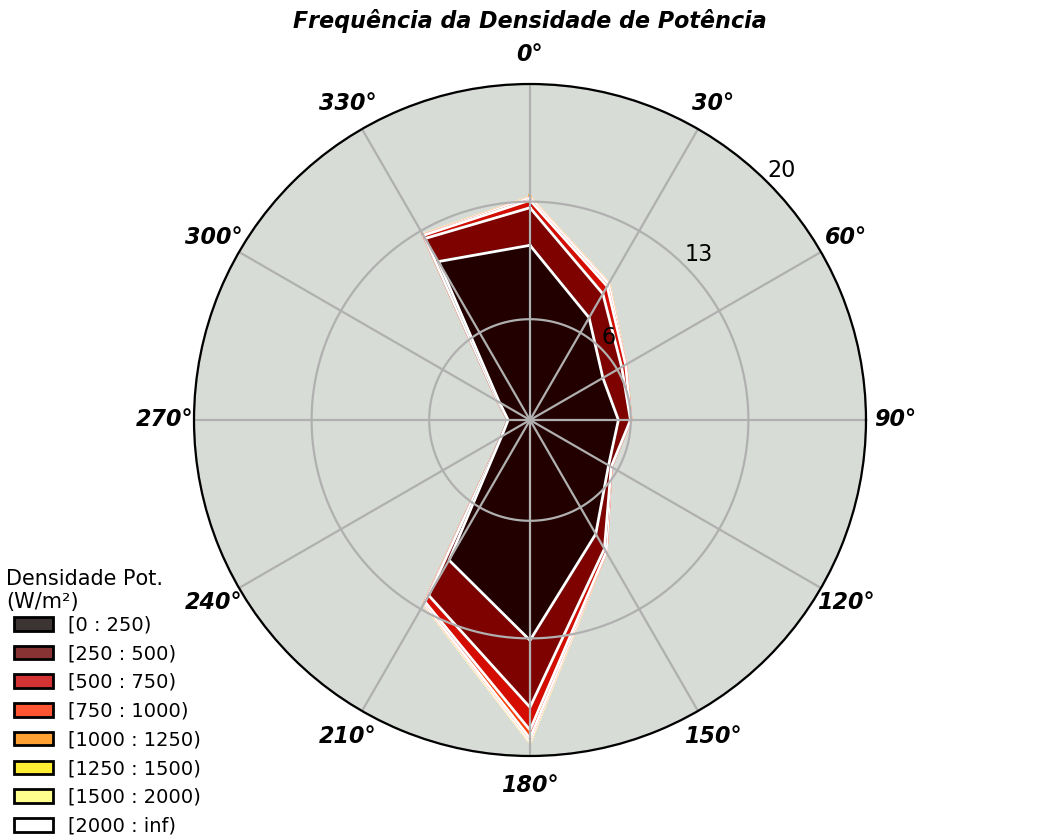 Frequência da Densidade de Potência
0°
330°
30°
20
300°
60°
13
6
270°
90°
240°
120°
210°
150°
180°
Densidade Pot.
(W/m²)
[0 : 250)
[250 : 500)
[500 : 750)
[750 : 1000)
[1000 : 1250)
[1250 : 1500)
[1500 : 2000)
[2000 : inf)